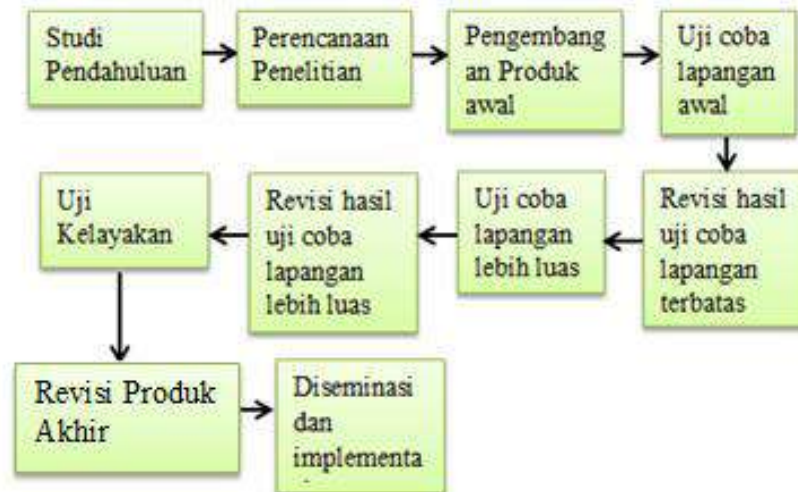 Studi
Pendahuluan
Perencanaan
Penelitian
Pengembang
an Produk
awal
Uji coba
lapangan
awal
Revisi hasil
uji coba
lapangan
terbatas
Uji coba
lapangan
lebih luas
Revisi hasil
uji coba
lapangan
lebih luas
Uji
Kelayakan
Revisi Produk
Akhir
Diseminasi
dan
implementa